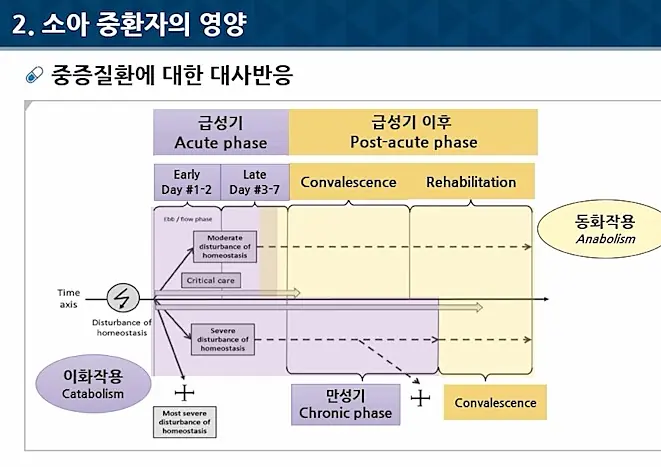 2. 소아 중환자의 영양
중증질환에 대한 대사반응
급성기
Acute phase
급성기 이후
Post-acute phase
Early
Day #1-2
Late
Day #3-7
Convalescence
Rehabilitation
Ebb / flow phase
Moderate
disturbance of
homeostasis
동화작용
Anabolism
Critical care
Time
axis
Disturbance of
homeostasis
Severe
disturbance of
homeostasis
이화작용
Catabolism
만성기
Chronic phase
Convalescence
Most severe
disturbance of
homeostasis